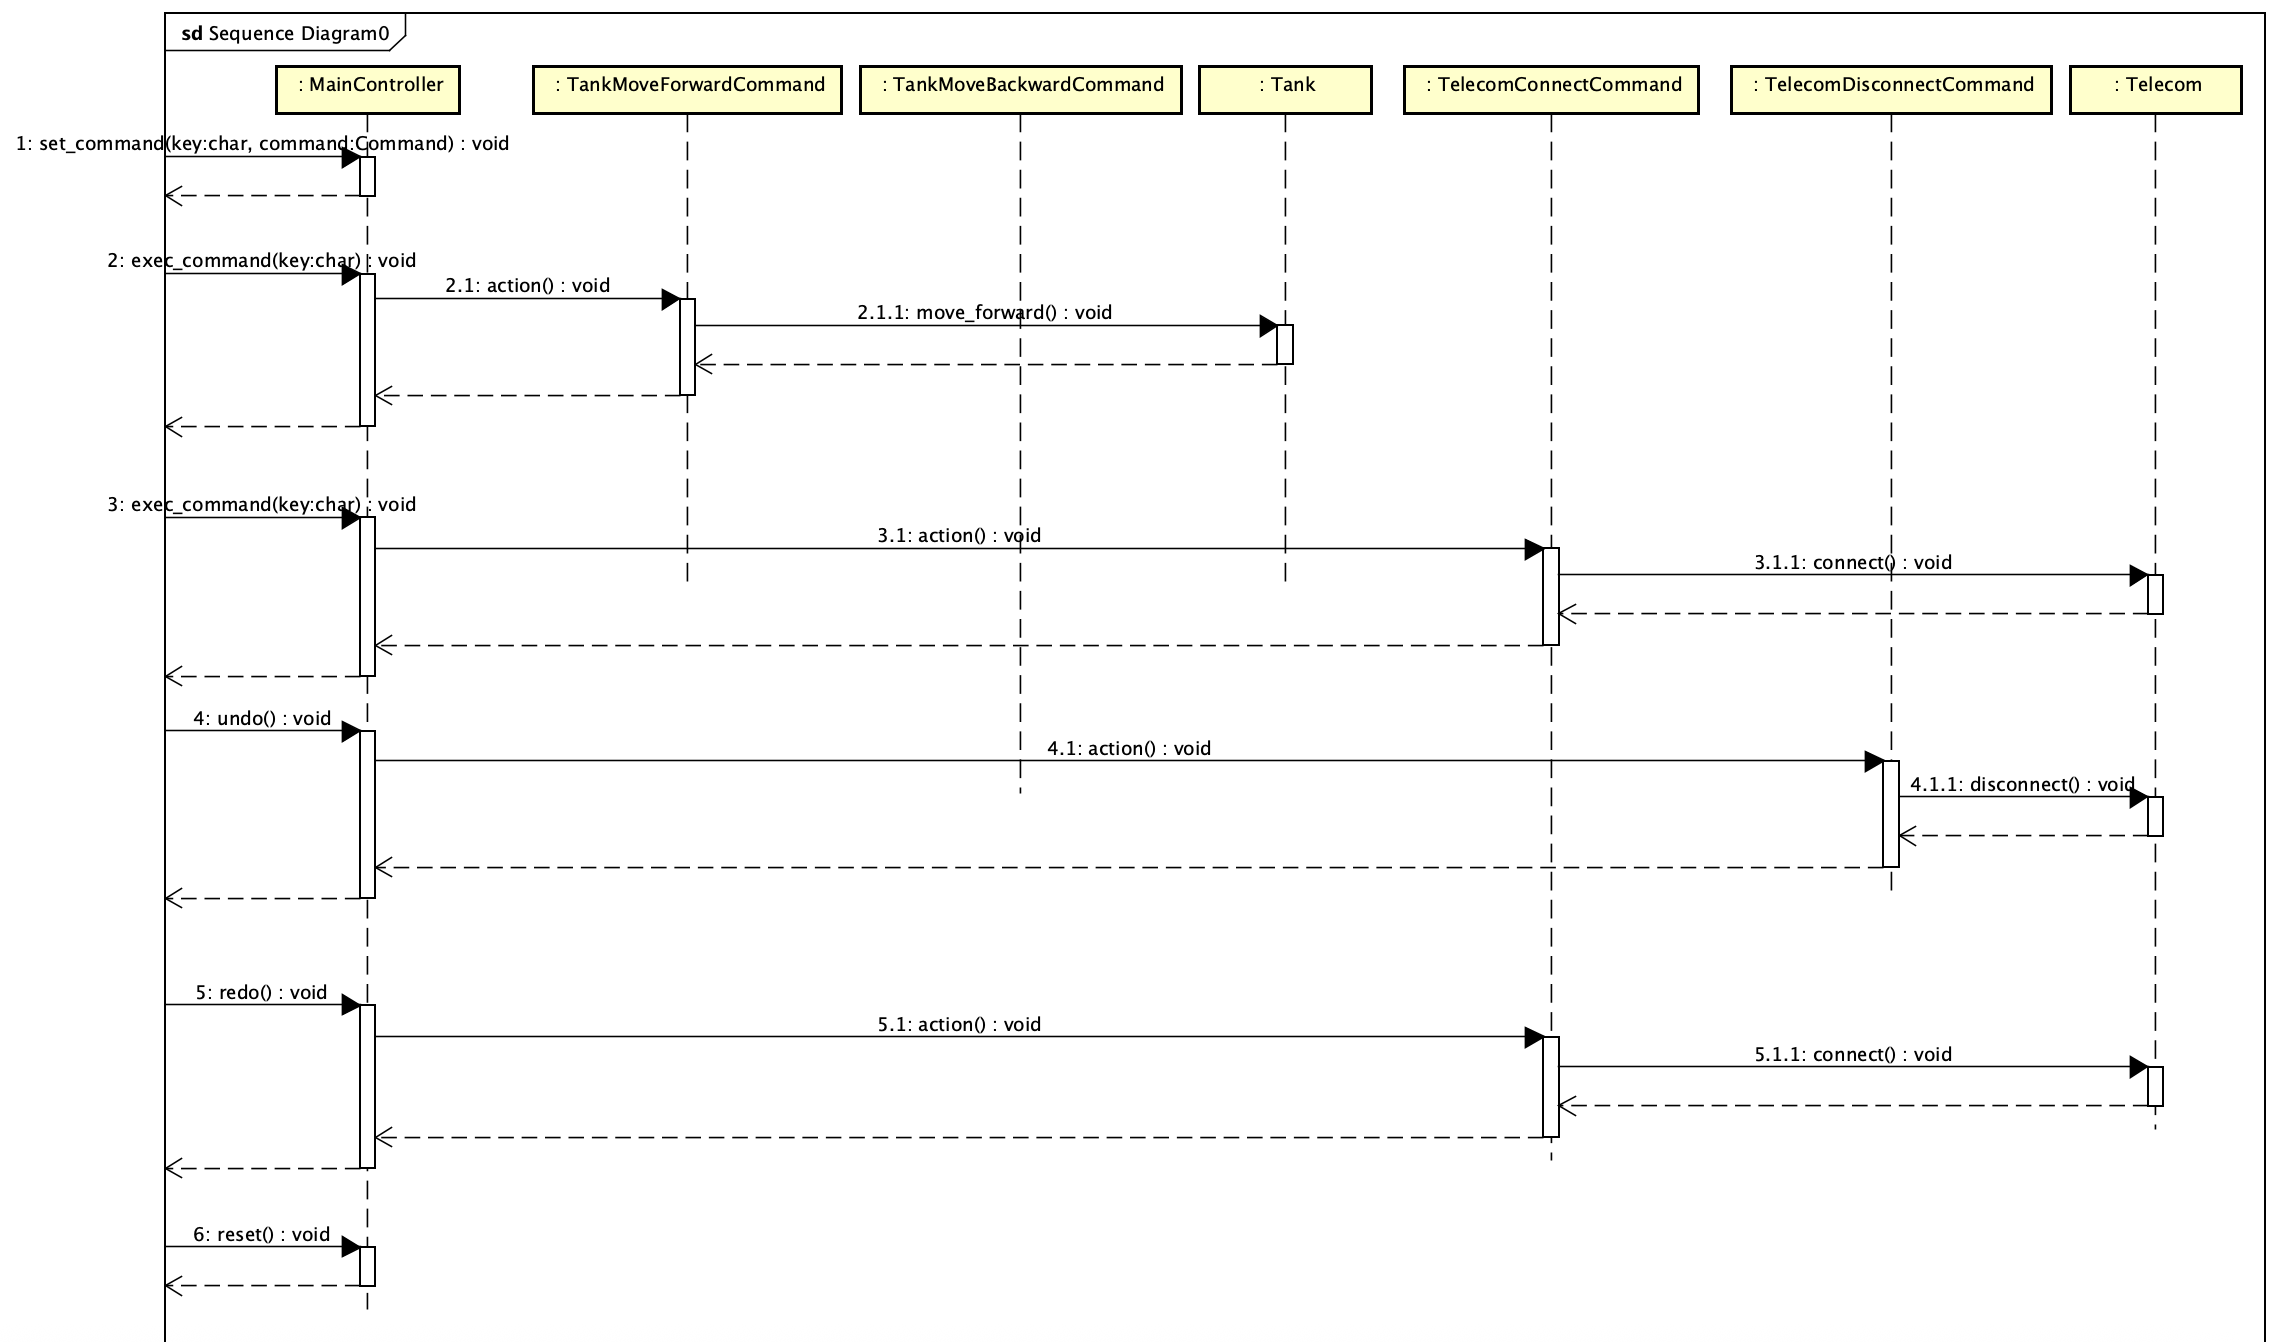 sd Sequence Diagram0
: MainController
: TankMoveForwardCommand
: TankMoveBackwardCommand
: Tank
: TelecomConnectCommand
: TelecomDisconnectCommand
: Telecom
1: set_command(key:char, command:Command) : void
2: exec_command(key:char) : void
2.1: action() : void
2.1.1: move_forward() : void
3: exec_command(key:char) : void
3.1: action() : void
3.1.1: connect() : void
4: undo() : void
4.1: action() : void
4.1.1: disconnect() : void
5: redo() : void
5.1: action() : void
5.1.1: connect() : void
6: reset() : void